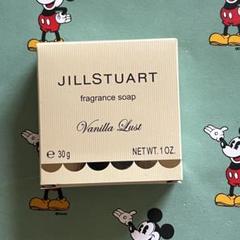 JILLSTUART
fragrance soap
Vanilla Lust
℮ 30g NET WT. 1 OZ.